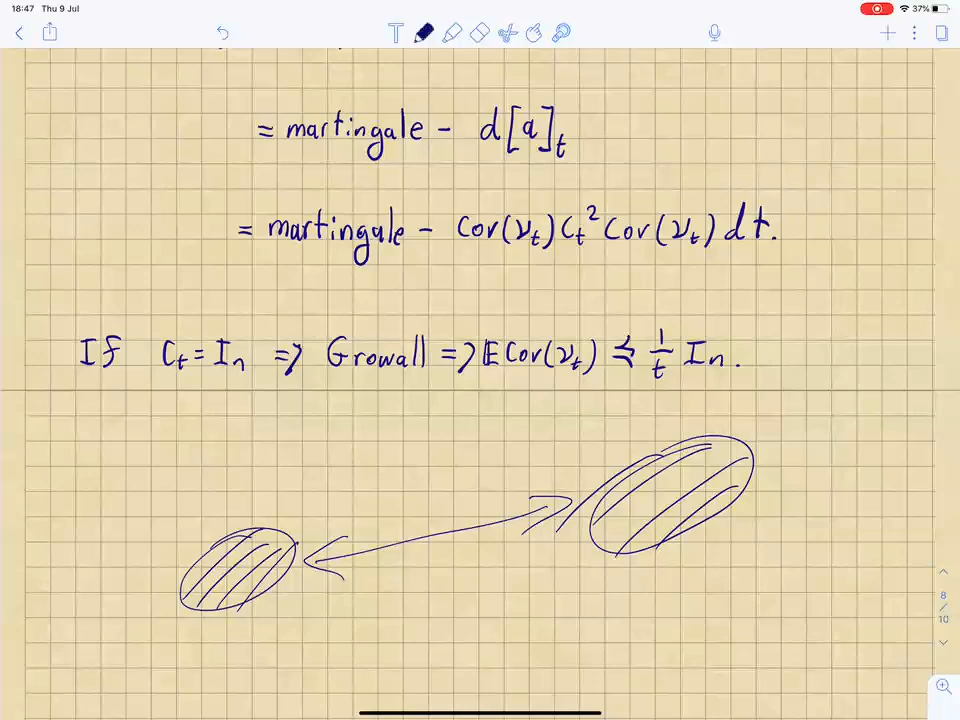 18:47 Thu 9 Jul 37%
= martingale - d[a]_t
= martingale - Cov(ν_t) C_t^2 Cov(ν_t) dt.
If C_t = I_n => Growall => 𝔼 Cov(ν_t) ≼ 1/t I_n.
8
/
10